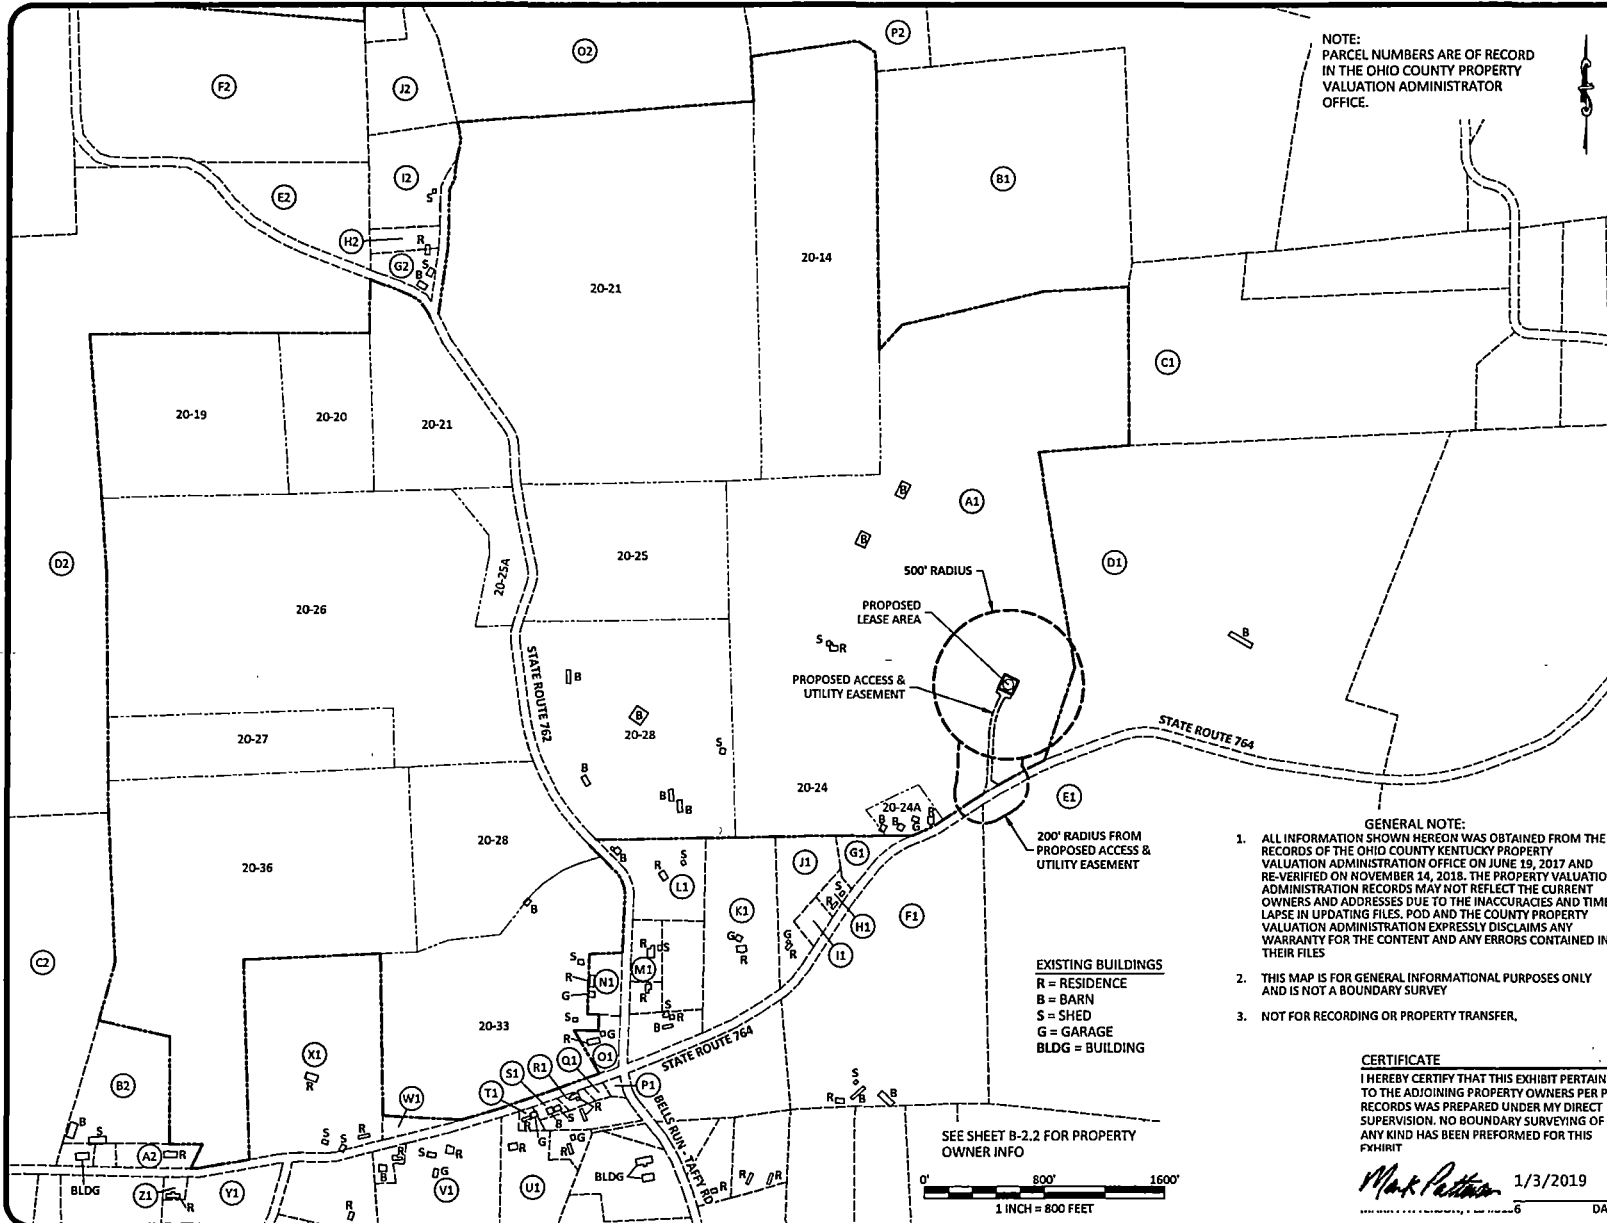 NOTE:
PARCEL NUMBERS ARE OF RECORD
IN THE OHIO COUNTY PROPERTY
VALUATION ADMINISTRATOR
OFFICE.
F2
J2
O2
P2
E2
I2
S
H2
R
G2
S
B
B1
20-14
20-21
C1
20-19
20-20
20-21
A1
B
B
D2
20-26
20-25A
20-25
D1
500' RADIUS
PROPOSED
LEASE AREA
PROPOSED ACCESS &
UTILITY EASEMENT
S
R
B
STATE ROUTE 762
B
B
20-28
S
B
B
B
20-27
STATE ROUTE 764
20-24
20-24A
B
B
G
R
E1
200' RADIUS FROM
PROPOSED ACCESS &
UTILITY EASEMENT
20-36
20-28
B
B
R
S
L1
K1
G
R
J1
G1
S
R
H1
I1
G
R
F1
C2
20-33
S
R
N1
G
S
R
G
O1
R
S
M1
R
S
R
B
STATE ROUTE 764
EXISTING BUILDINGS
R = RESIDENCE
B = BARN
S = SHED
G = GARAGE
BLDG = BUILDING
GENERAL NOTE:
1. ALL INFORMATION SHOWN HEREON WAS OBTAINED FROM THE
RECORDS OF THE OHIO COUNTY KENTUCKY PROPERTY
VALUATION ADMINISTRATION OFFICE ON JUNE 19, 2017 AND
RE-VERIFIED ON NOVEMBER 14, 2018. THE PROPERTY VALUATIO
ADMINISTRATION RECORDS MAY NOT REFLECT THE CURRENT
OWNERS AND ADDRESSES DUE TO THE INACCURACIES AND TIME
LAPSE IN UPDATING FILES. POD AND THE COUNTY PROPERTY
VALUATION ADMINISTRATION EXPRESSLY DISCLAIMS ANY
WARRANTY FOR THE CONTENT AND ANY ERRORS CONTAINED IN
THEIR FILES
2. THIS MAP IS FOR GENERAL INFORMATIONAL PURPOSES ONLY
AND IS NOT A BOUNDARY SURVEY
3. NOT FOR RECORDING OR PROPERTY TRANSFER.
X1
R
B2
B
S
BLDG
A2
R
Z1
R
Y1
W1
S
S
R
R
B
R
S
R
G
V1
T1
S1
R1
Q1
P1
R
G
B
S
R
R
R
G
U1
BLDG
BELLS RUN - TAFFY RD
R
R
R
R
S
B
B
SEE SHEET B-2.2 FOR PROPERTY
OWNER INFO
0' 800' 1600'
1 INCH = 800 FEET
CERTIFICATE
I HEREBY CERTIFY THAT THIS EXHIBIT PERTAIN
TO THE ADJOINING PROPERTY OWNERS PER P
RECORDS WAS PREPARED UNDER MY DIRECT
SUPERVISION. NO BOUNDARY SURVEYING OF
ANY KIND HAS BEEN PREFORMED FOR THIS
EXHIBIT
Mark Patterson 1/3/2019
DA